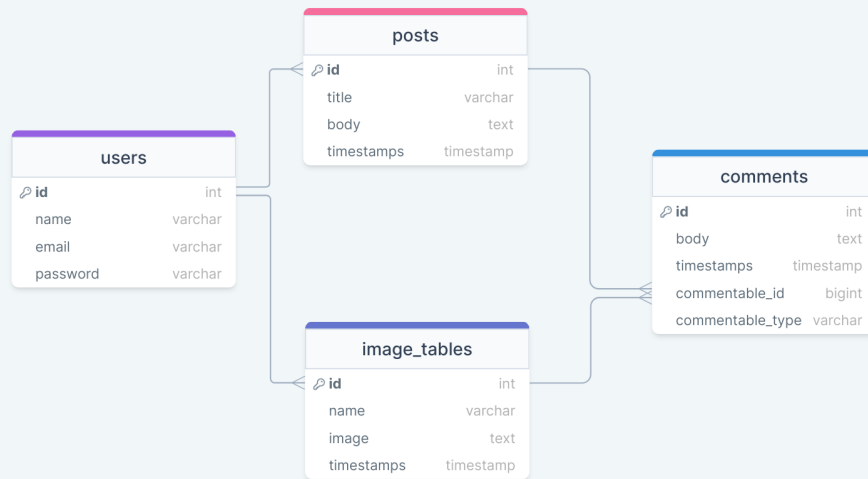 posts
id int
title varchar
body text
timestamps timestamp
users
id int
name varchar
email varchar
password varchar
comments
id int
body text
timestamps timestamp
commentable_id bigint
commentable_type varchar
image_tables
id int
name varchar
image text
timestamps timestamp